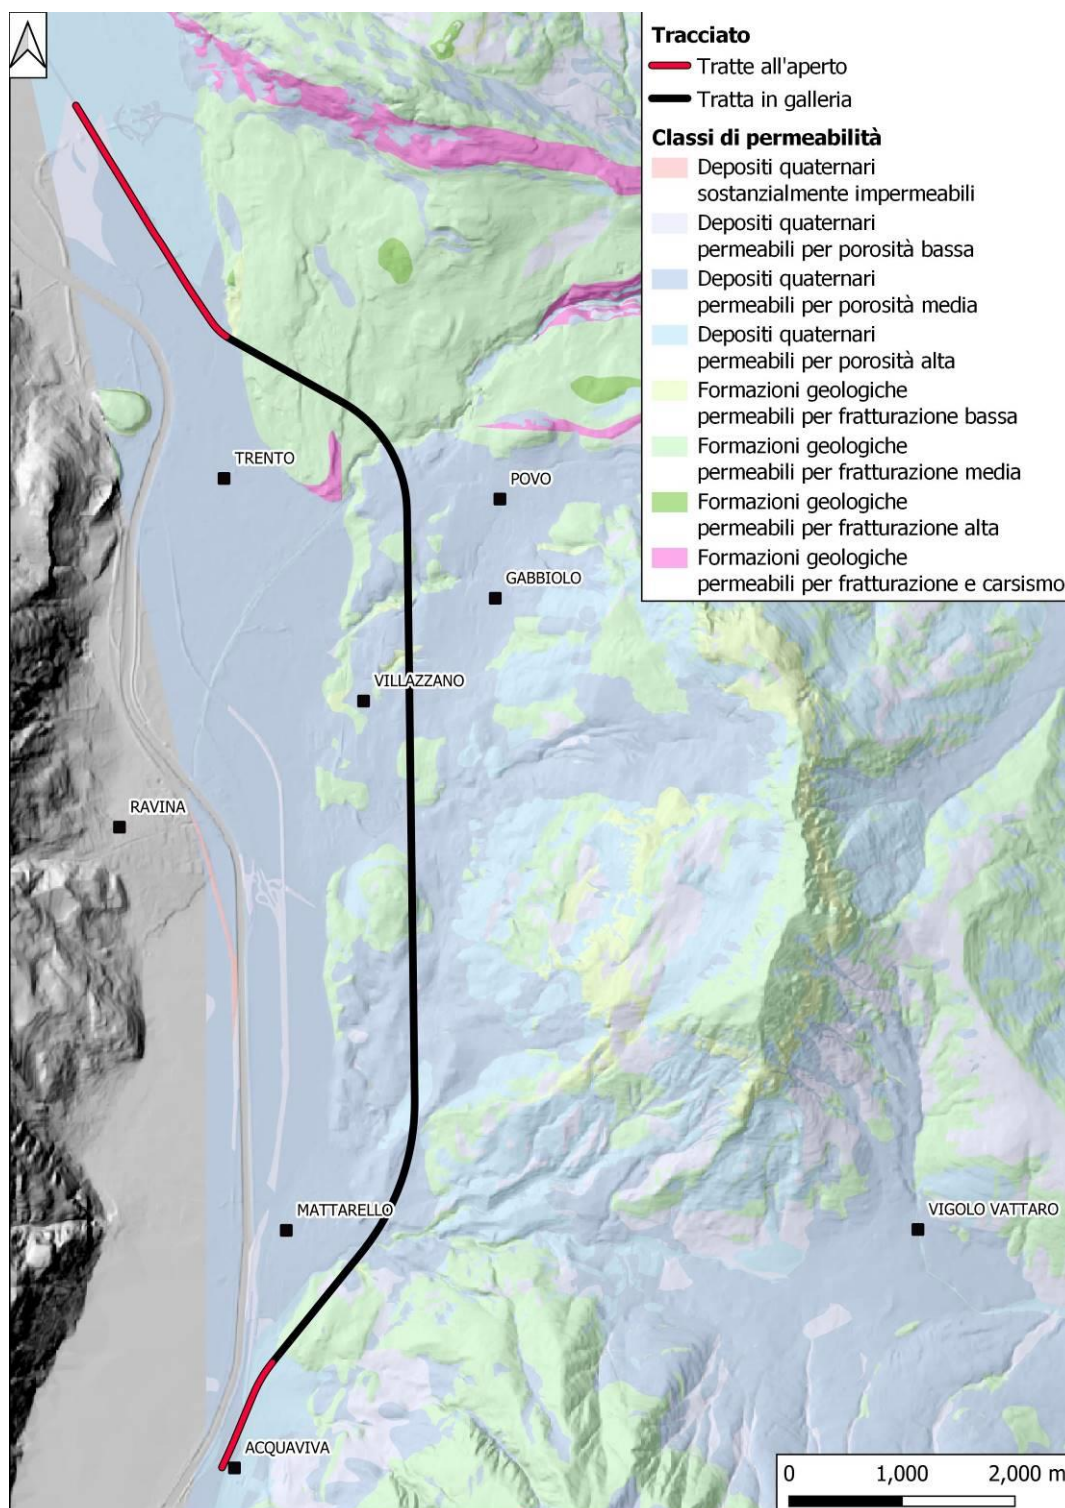 Tracciato
Tratte all'aperto
Tratta in galleria
Classi di permeabilità
Depositi quaternari
sostanzialmente impermeabili
Depositi quaternari
permeabili per porosità bassa
Depositi quaternari
permeabili per porosità media
Depositi quaternari
permeabili per porosità alta
Formazioni geologiche
permeabili per fratturazione bassa
Formazioni geologiche
permeabili per fratturazione media
Formazioni geologiche
permeabili per fratturazione alta
Formazioni geologiche
permeabili per fratturazione e carsismo
TRENTO
POVO
GABBIOLO
VILLAZZANO
RAVINA
MATTARELLO
VIGOLO VATTARO
ACQUAVIVA
0 1,000 2,000 m